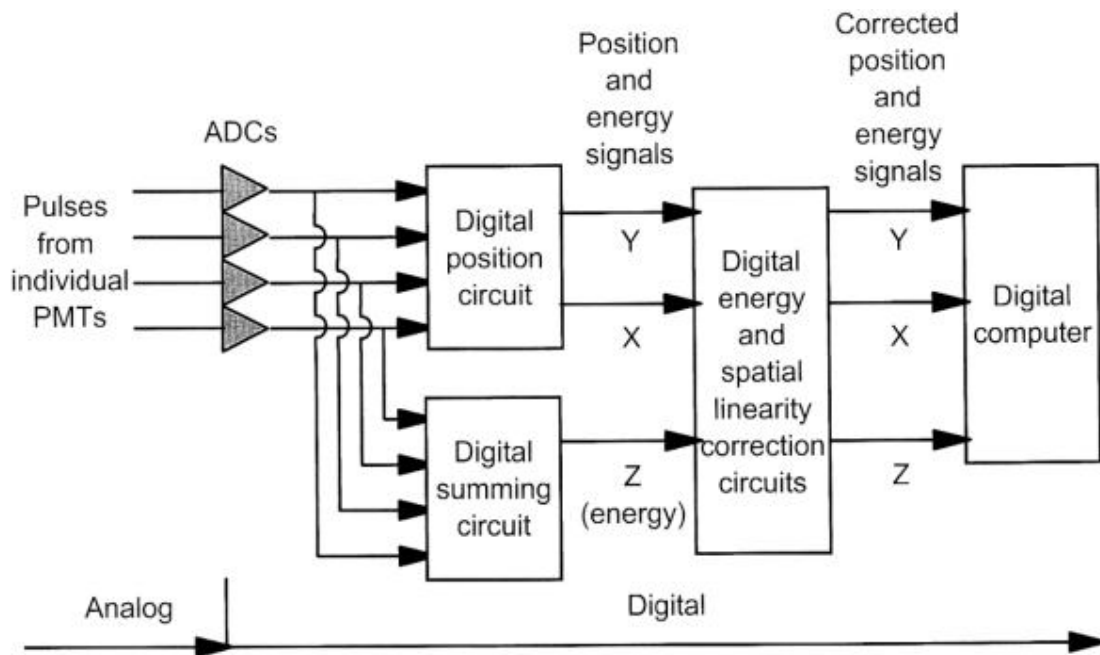 ADCs
Pulses
from
individual
PMTs
Digital
position
circuit
Digital
summing
circuit
Position
and
energy
signals
Y
X
Z
(energy)
Digital
energy
and
spatial
linearity
correction
circuits
Corrected
position
and
energy
signals
Y
X
Z
Digital
computer
Analog
Digital